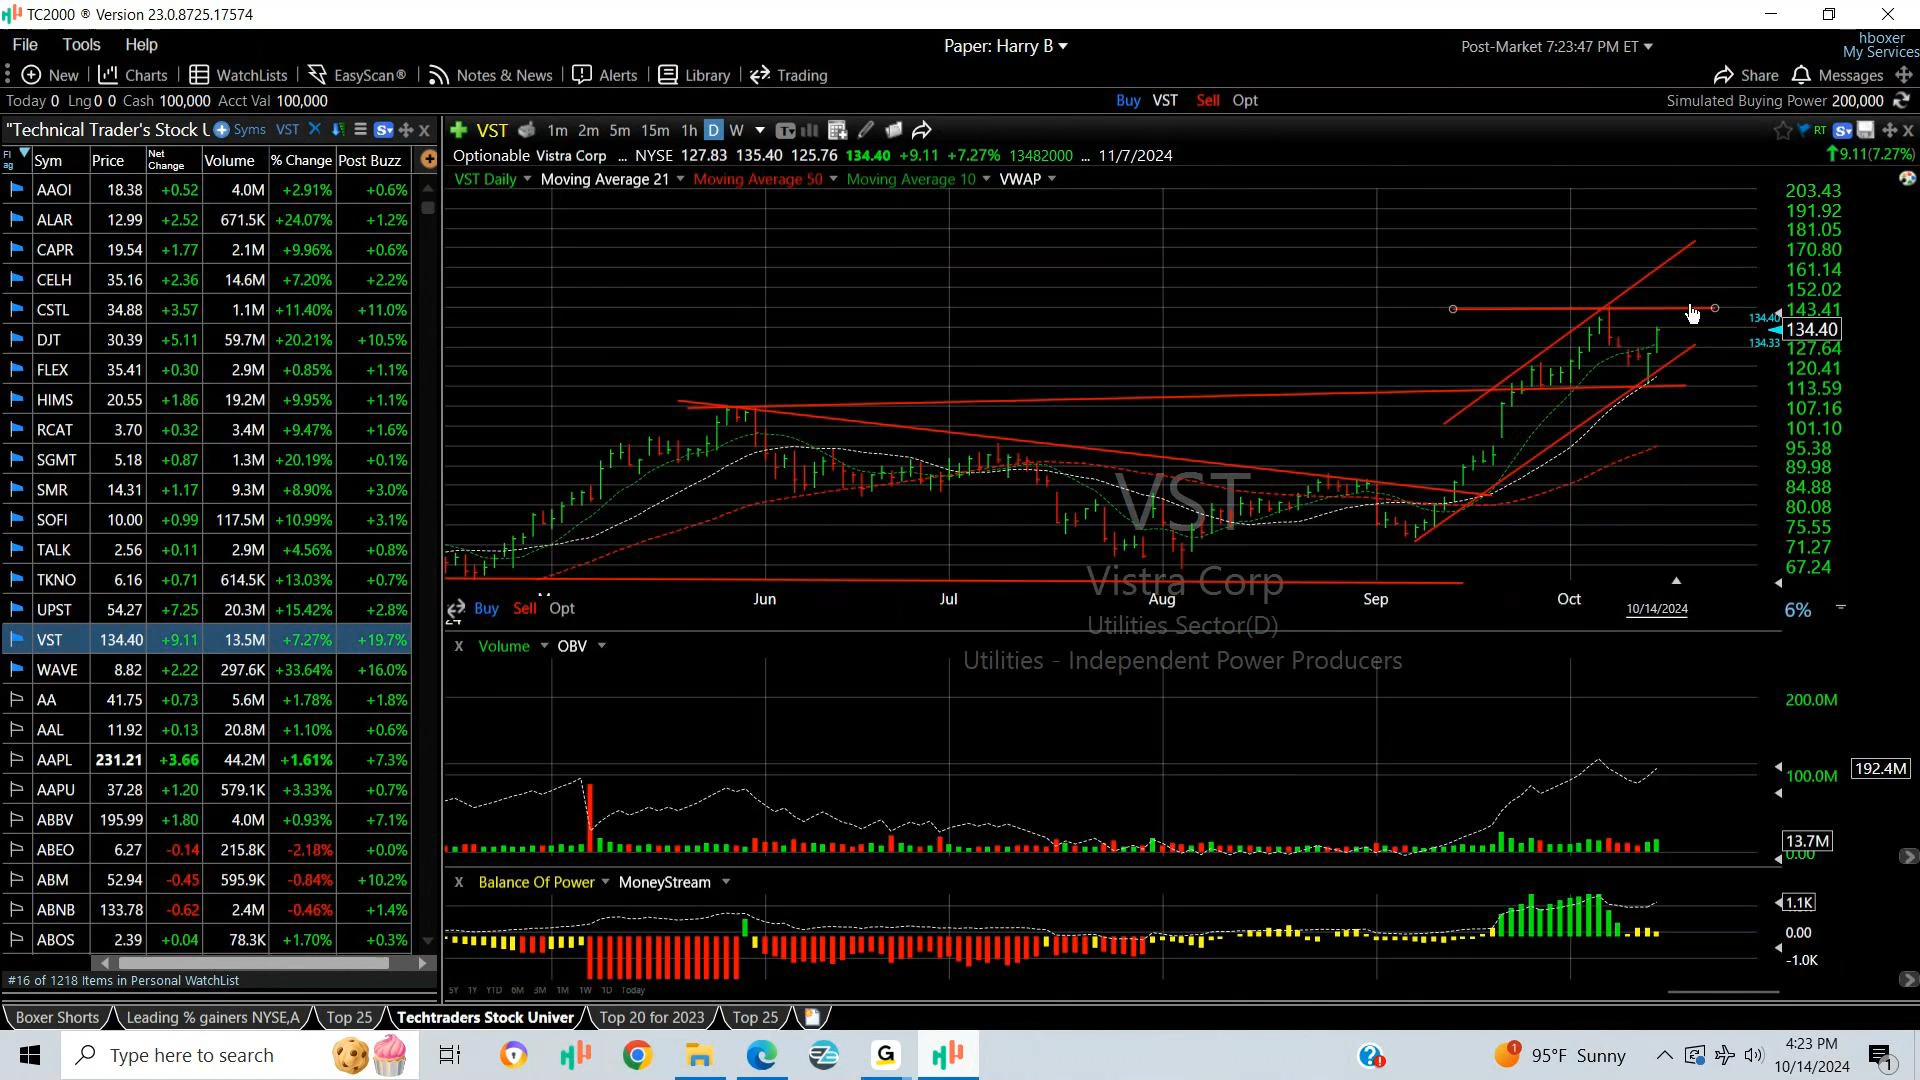 TC2000 ® Version 23.0.8725.17574
File Tools Help
Paper: Harry B
Post-Market 7:23:47 PM ET
hboxer
My Services
New Charts WatchLists EasyScan® Notes & News Alerts Library Trading
Share Messages
Today 0 Lng 0 0 Cash 100,000 Acct Val 100,000
Buy VST Sell Opt
Simulated Buying Power 200,000
"Technical Trader's Stock U Syms VST
VST 1m 2m 5m 15m 1h D W
RT
Optionable Vistra Corp ... NYSE 127.83 135.40 125.76 134.40 +9.11 +7.27% 13482000 ... 11/7/2024
9.11(7.27%)
VST Daily Moving Average 21 Moving Average 50 Moving Average 10 VWAP
Sym Price Net Change Volume % Change Post Buzz
AAOI 18.38 +0.52 4.0M +2.91% +0.6%
ALAR 12.99 +2.52 671.5K +24.07% +1.2%
CAPR 19.54 +1.77 2.1M +9.96% +0.6%
CELH 35.16 +2.36 14.6M +7.20% +2.2%
CSTL 34.88 +3.57 1.1M +11.40% +11.0%
DJT 30.39 +5.11 59.7M +20.21% +10.5%
FLEX 35.41 +0.30 2.9M +0.85% +1.1%
HIMS 20.55 +1.86 19.2M +9.95% +1.1%
RCAT 3.70 +0.32 3.4M +9.47% +1.6%
SGMT 5.18 +0.87 1.3M +20.19% +0.1%
SMR 14.31 +1.17 9.3M +8.90% +3.0%
SOFI 10.00 +0.99 117.5M +10.99% +3.1%
TALK 2.56 +0.11 2.9M +4.56% +0.8%
TKNO 6.16 +0.71 614.5K +13.03% +0.7%
UPST 54.27 +7.25 20.3M +15.42% +2.8%
VST 134.40 +9.11 13.5M +7.27% +19.7%
WAVE 8.82 +2.22 297.6K +33.64% +16.0%
AA 41.75 +0.73 5.6M +1.78% +1.8%
AAL 11.92 +0.13 20.8M +1.10% +0.6%
AAPL 231.21 +3.66 44.2M +1.61% +7.3%
AAPU 37.28 +1.20 579.1K +3.33% +0.7%
ABBV 195.99 +1.80 4.0M +0.93% +7.1%
ABEO 6.27 -0.14 215.8K -2.18% +0.0%
ABM 52.94 -0.45 595.9K -0.84% +10.2%
ABNB 133.78 -0.62 2.4M -0.46% +1.4%
ABOS 2.39 +0.04 78.3K +1.70% +0.3%
#16 of 1218 Items in Personal WatchList
203.43
191.92
181.05
170.80
161.14
152.02
143.41
134.40
134.40
134.33
127.64
120.41
113.59
107.16
101.10
95.38
89.98
84.88
80.08
75.55
71.27
67.24
VST
Vistra Corp
Utilities Sector(D)
Utilities - Independent Power Producers
Jun Jul Aug Sep Oct 10/14/2024
6%
Buy Sell Opt
24
X Volume OBV
200.0M
100.0M
192.4M
13.7M
0.00
X Balance Of Power MoneyStream
1.1K
0.00
-1.0K
5Y 1Y YTD 6M 3M 1M 1W 1D Today
Boxer Shorts Leading % gainers NYSE,A Top 25 Techtraders Stock Univer Top 20 for 2023 Top 25
Type here to search
95°F Sunny
4:23 PM
10/14/2024
1